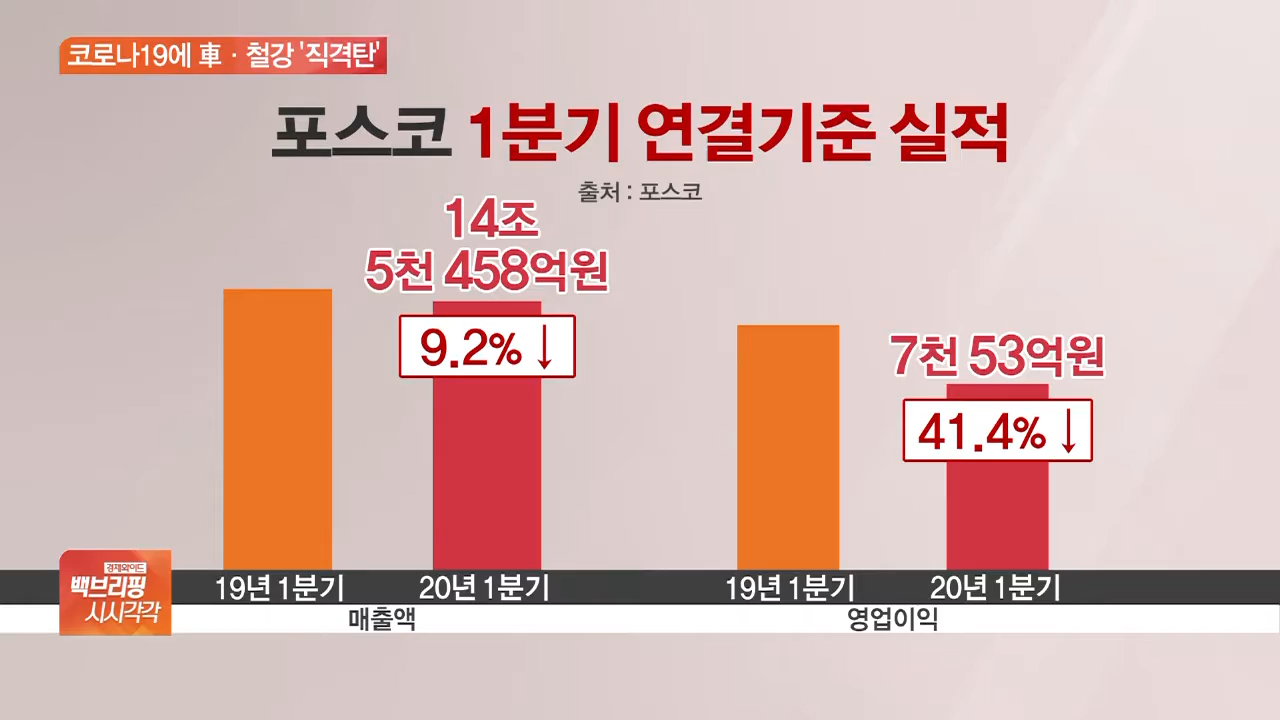 코로나19에 車·철강 '직격탄'
포스코 1분기 연결기준 실적
출처 : 포스코
14조
5천 458억원
9.2% ↓
7천 53억원
41.4% ↓
19년 1분기
20년 1분기
19년 1분기
20년 1분기
매출액
영업이익
경제와이드
백브리핑
시시각각